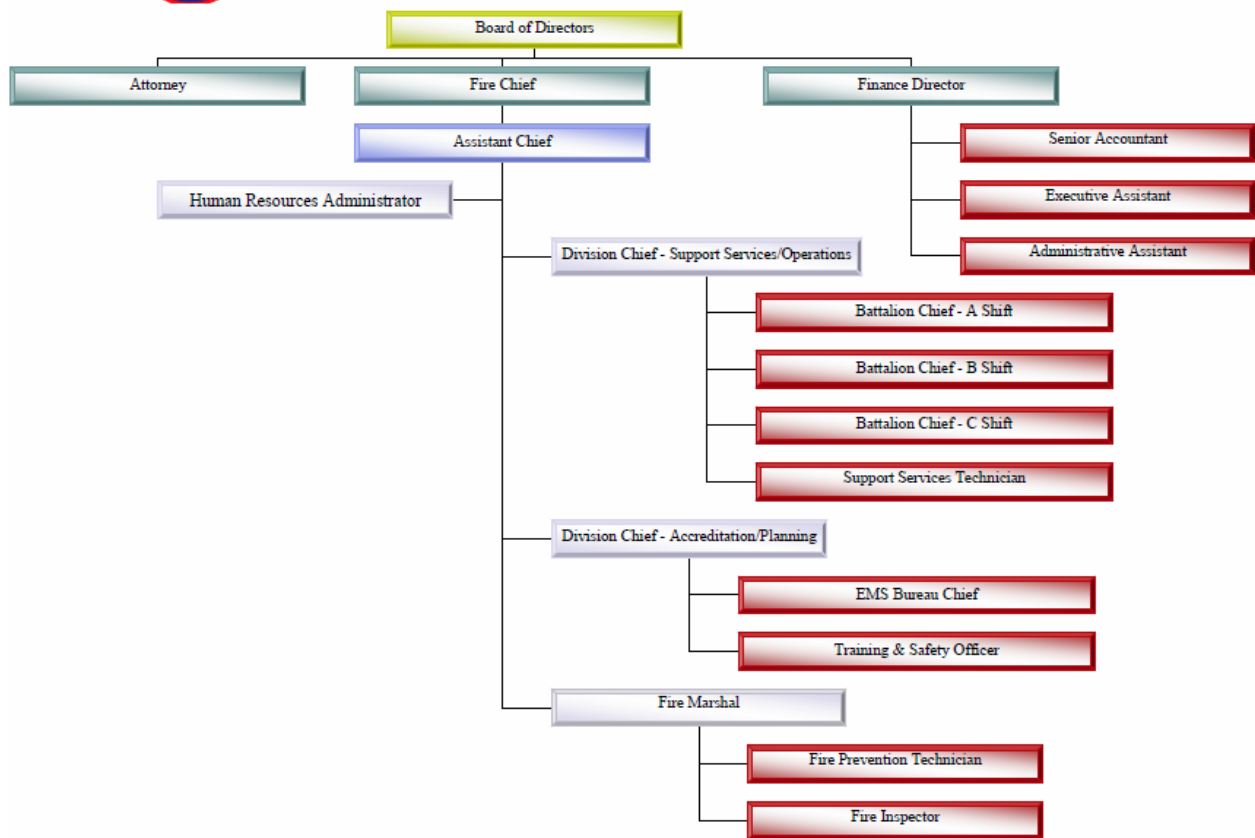 Board of Directors
Attorney
Fire Chief
Finance Director
Assistant Chief
Senior Accountant
Human Resources Administrator
Executive Assistant
Administrative Assistant
Division Chief - Support Services/Operations
Battalion Chief - A Shift
Battalion Chief - B Shift
Battalion Chief - C Shift
Support Services Technician
Division Chief - Accreditation/Planning
EMS Bureau Chief
Training & Safety Officer
Fire Marshal
Fire Prevention Technician
Fire Inspector